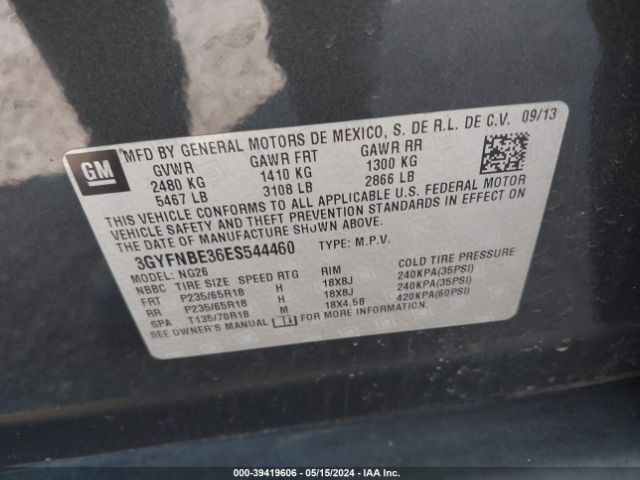 GM
MFD BY GENERAL MOTORS DE MEXICO, S. DE R.L. DE C.V. 09/13
GVWR GAWR FRT GAWR RR
2480 KG 1410 KG 1300 KG
5467 LB 3108 LB 2866 LB
THIS VEHICLE CONFORMS TO ALL APPLICABLE U.S. FEDERAL MOTOR
VEHICLE SAFETY AND THEFT PREVENTION STANDARDS IN EFFECT ON
THE DATE OF MANUFACTURE SHOWN ABOVE.
3GYFNBE36ES544460 TYPE: M.P.V.
MODEL: NG26
NBBC TIRE SIZE SPEED RTG RIM COLD TIRE PRESSURE
FRT P235/65R18 H 18X8J 240KPA(35PSI)
RR P235/65R18 H 18X8J 240KPA(35PSI)
SPA T135/70R18 M 18X4.5B 420KPA(60PSI)
SEE OWNER'S MANUAL FOR MORE INFORMATION.
000-39419606 - 05/15/2024 - IAA Inc.